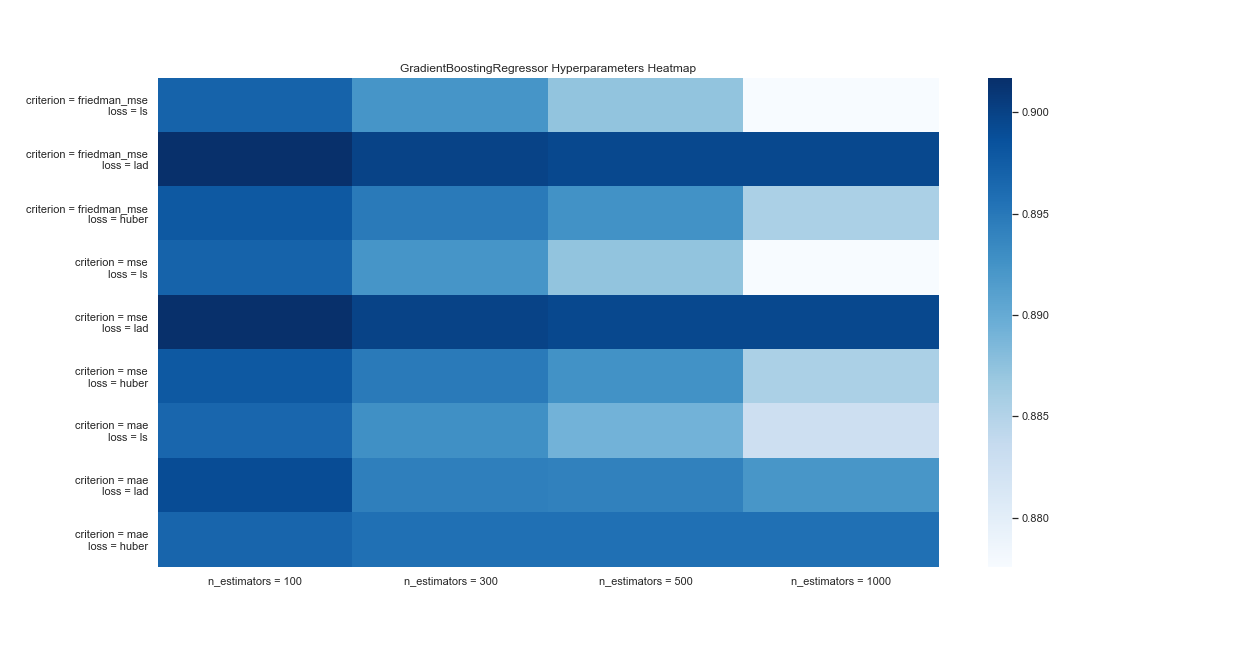 GradientBoostingRegressor Hyperparameters Heatmap
criterion = friedman_mse
loss = ls
criterion = friedman_mse
loss = lad
criterion = friedman_mse
loss = huber
criterion = mse
loss = ls
criterion = mse
loss = lad
criterion = mse
loss = huber
criterion = mae
loss = ls
criterion = mae
loss = lad
criterion = mae
loss = huber
n_estimators = 100
n_estimators = 300
n_estimators = 500
n_estimators = 1000
0.900
0.895
0.890
0.885
0.880